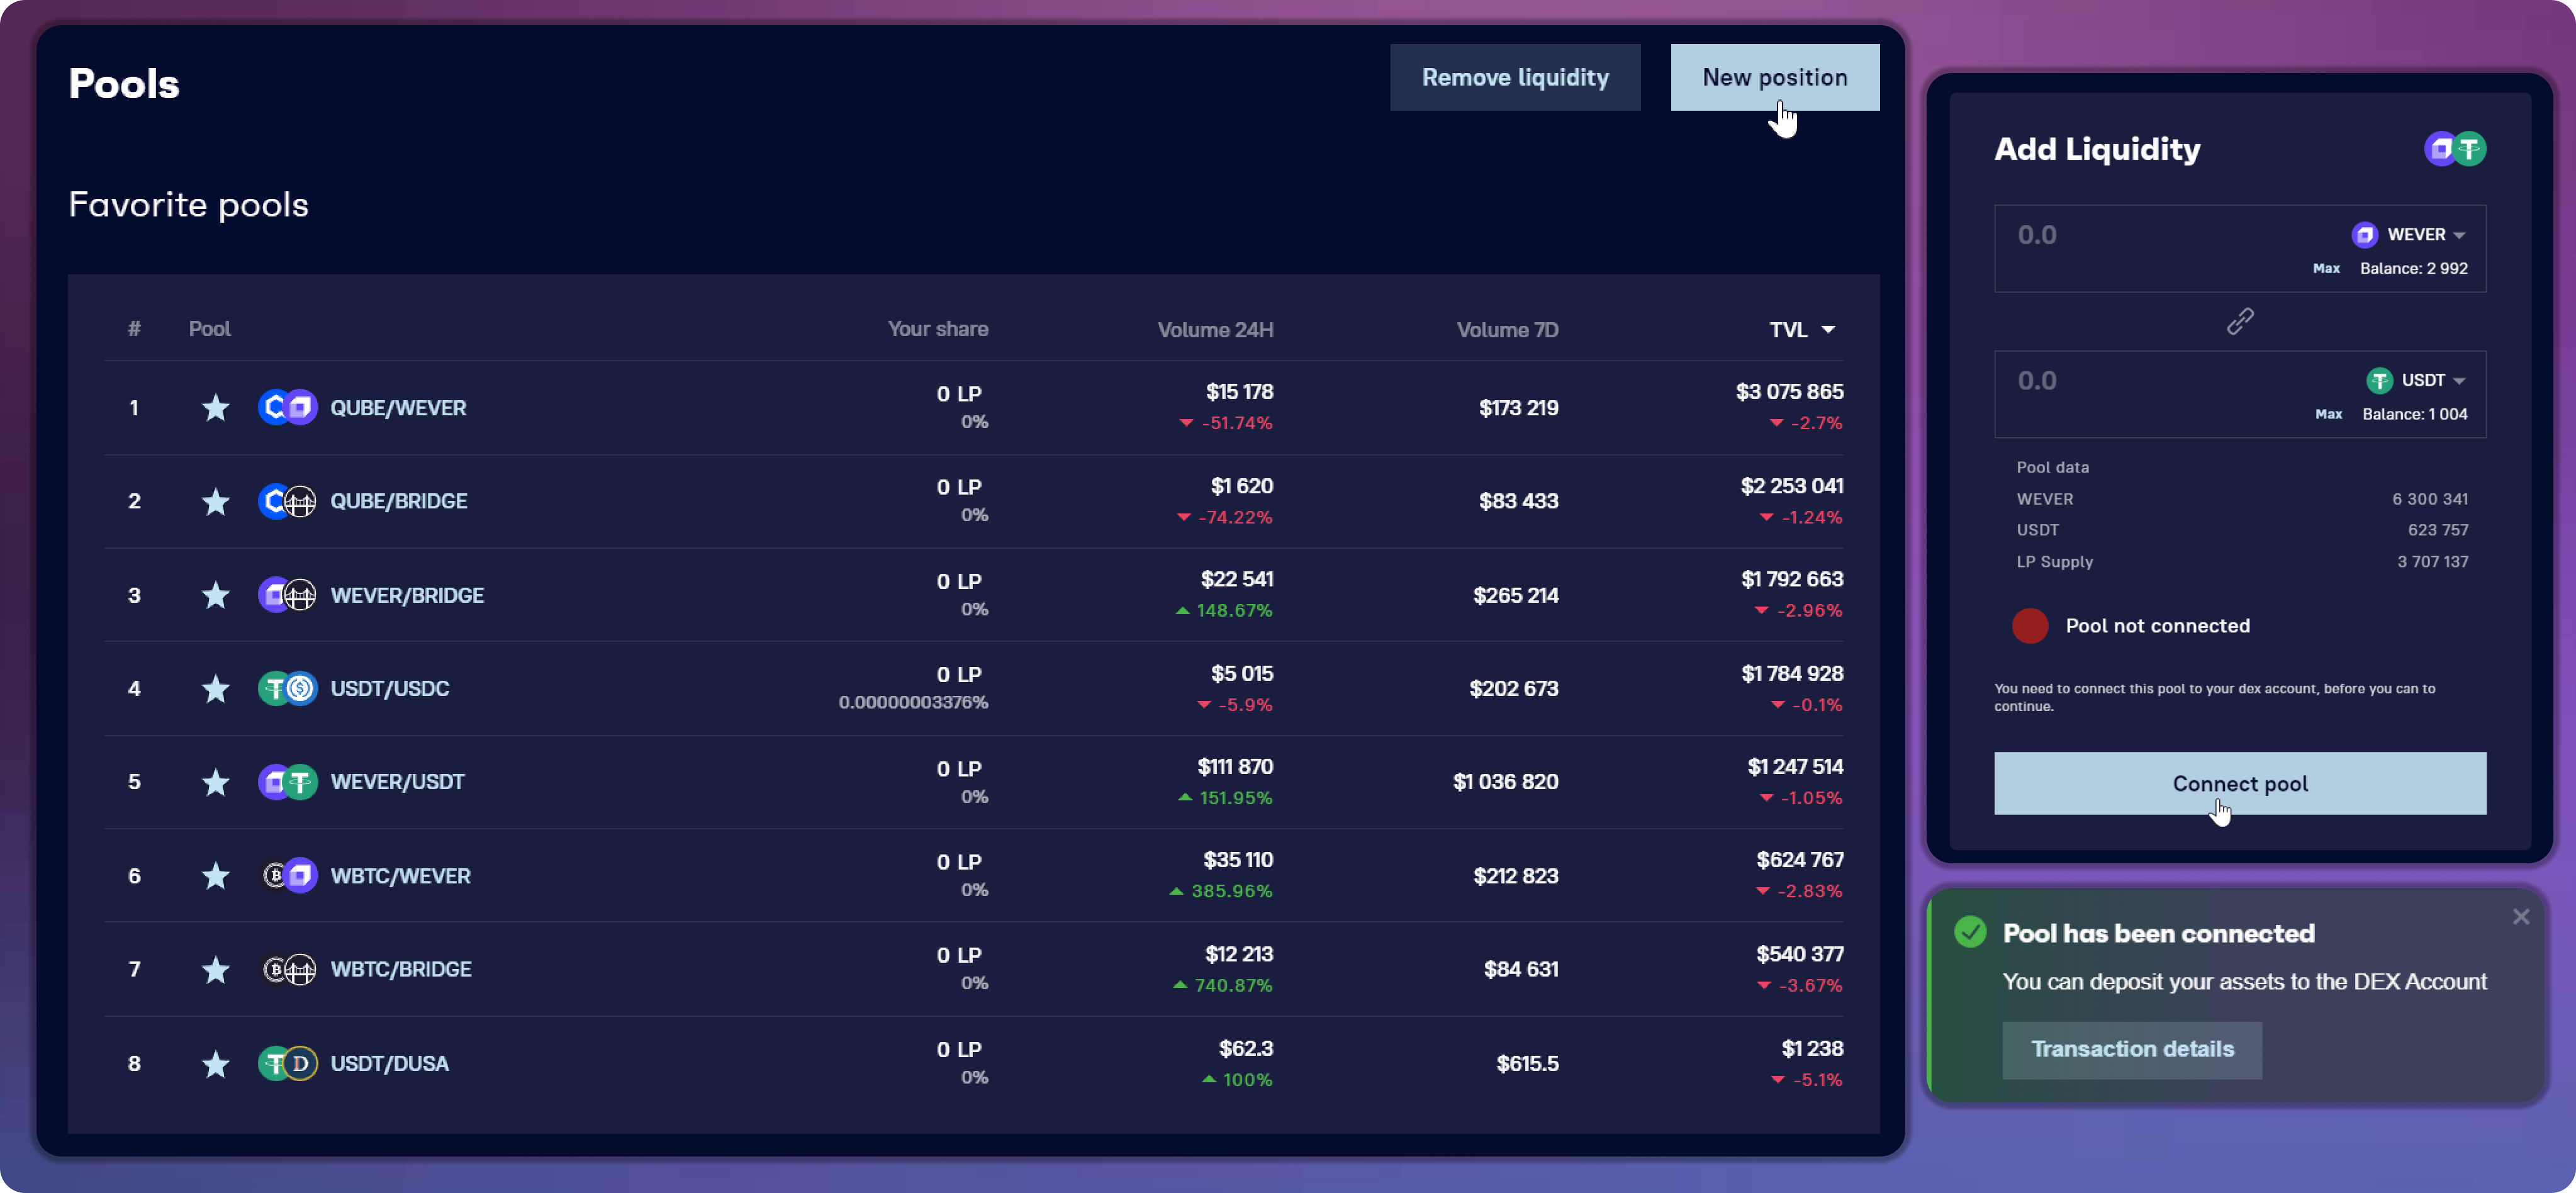 Pools
Remove liquidity
New position
Favorite pools
# Pool Your share Volume 24H Volume 7D TVL
1 QUBE/WEVER 0 LP $15 178 $173 219 $3 075 865
0% -51.74% -2.7%
2 QUBE/BRIDGE 0 LP $1 620 $83 433 $2 253 041
0% -74.22% -1.24%
3 WEVER/BRIDGE 0 LP $22 541 $265 214 $1 792 663
0% 148.67% -2.96%
4 USDT/USDC 0 LP $5 015 $202 673 $1 784 928
0.00000003376% -5.9% -0.1%
5 WEVER/USDT 0 LP $111 870 $1 036 820 $1 247 514
0% 151.95% -1.05%
6 WBTC/WEVER 0 LP $35 110 $212 823 $624 767
0% 385.96% -2.83%
7 WBTC/BRIDGE 0 LP $12 213 $84 631 $540 377
0% 740.87% -3.67%
8 USDT/DUSA 0 LP $62.3 $615.5 $1 238
0% 100% -5.1%
Add Liquidity
0.0 WEVER
Max Balance: 2 992
0.0 USDT
Max Balance: 1 004
Pool data
WEVER 6 300 341
USDT 623 757
LP Supply 3 707 137
Pool not connected
You need to connect this pool to your dex account, before you can to
continue.
Connect pool
Pool has been connected
You can deposit your assets to the DEX Account
Transaction details